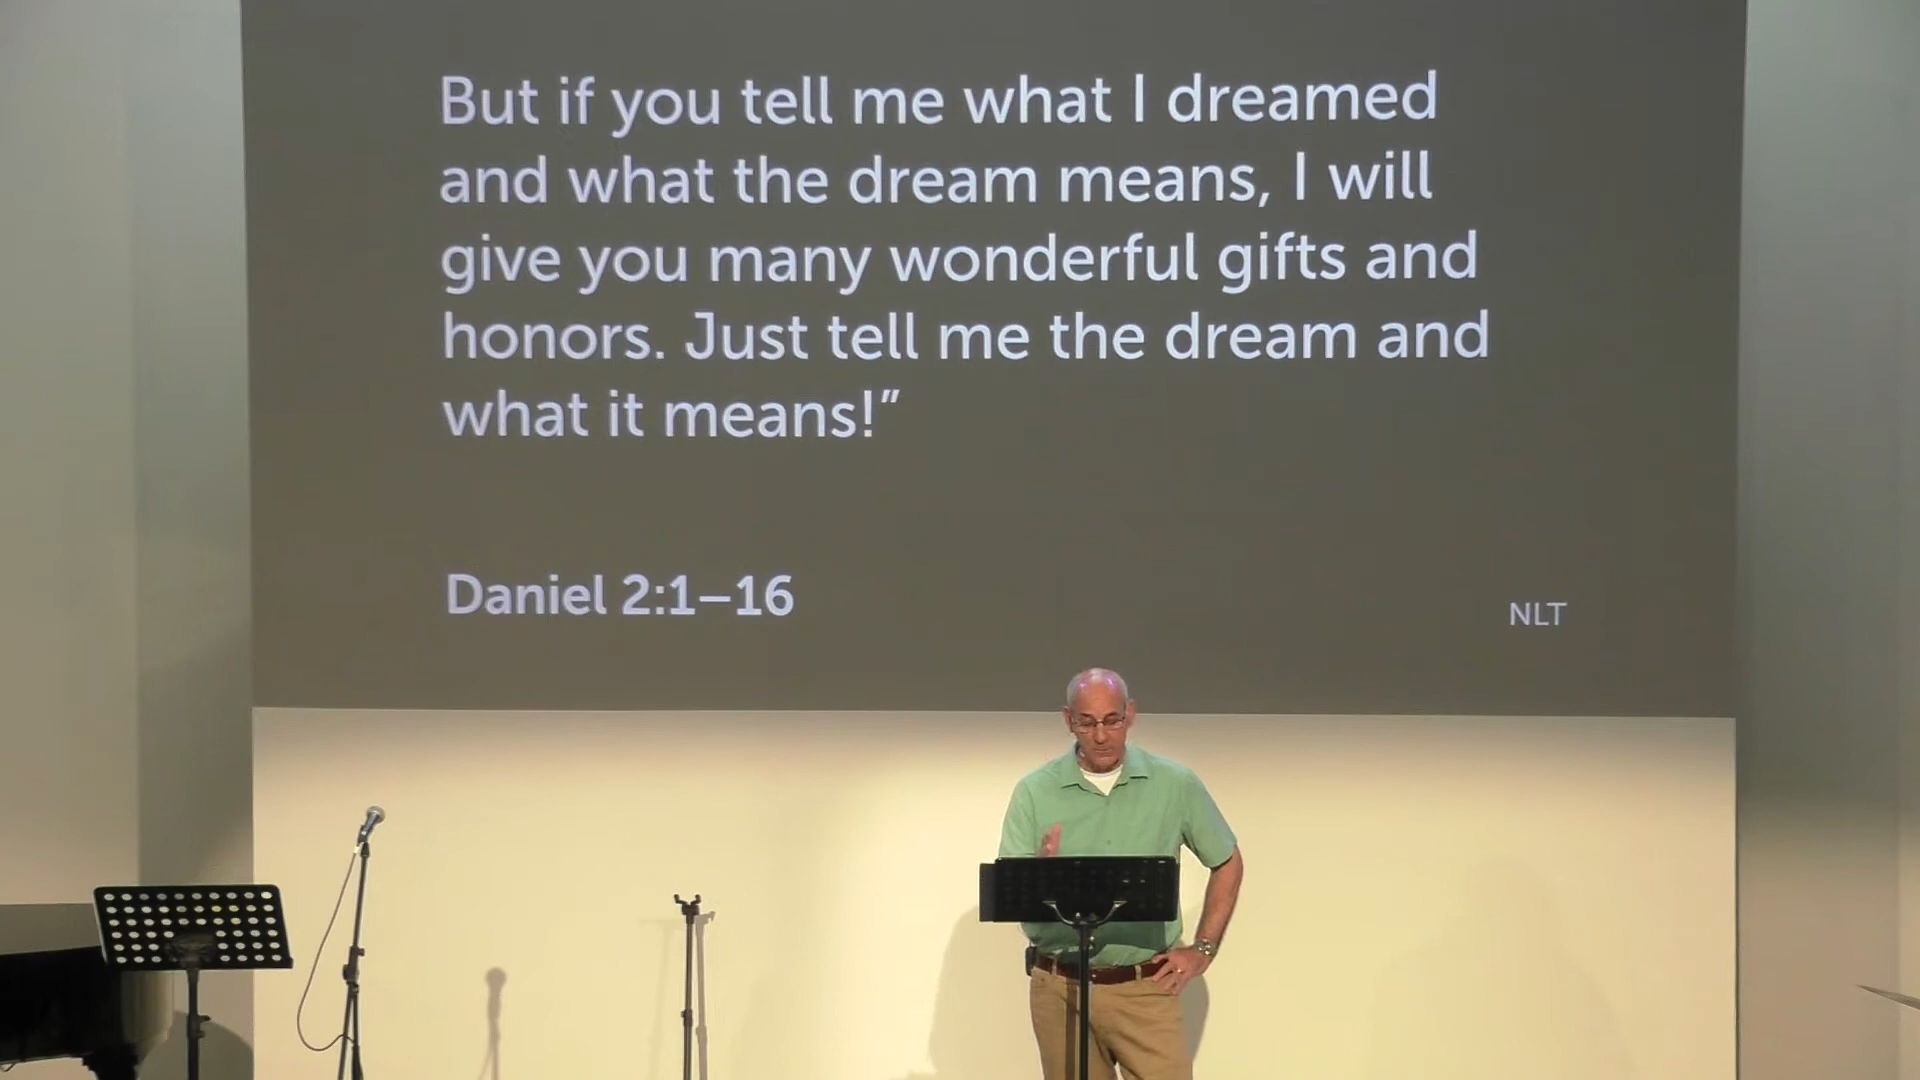 But if you tell me what I dreamed
and what the dream means, I will
give you many wonderful gifts and
honors. Just tell me the dream and
what it means!”
Daniel 2:1–16
NLT